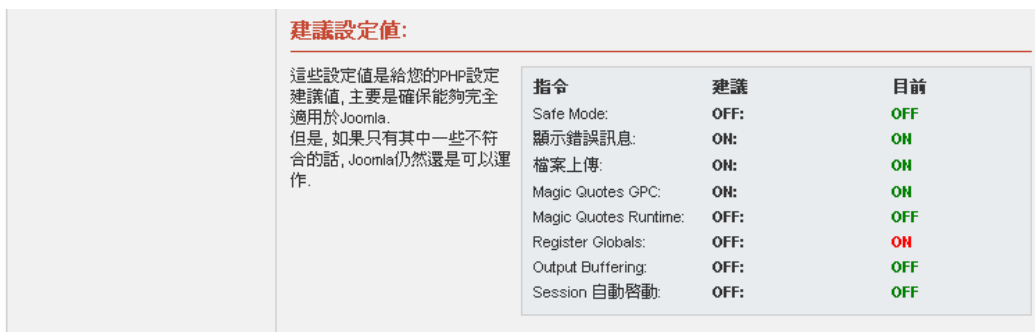 建議設定值:
這些設定值是給您的PHP設定
建議值, 主要是確保能夠完全
適用於Joomla.
但是, 如果只有其中一些不符
合的話, Joomla仍然還是可以運
作.
指令 建議 目前
Safe Mode: OFF: OFF
顯示錯誤訊息: ON: ON
檔案上傳: ON: ON
Magic Quotes GPC: ON: ON
Magic Quotes Runtime: OFF: OFF
Register Globals: OFF: ON
Output Buffering: OFF: OFF
Session 自動啓動: OFF: OFF